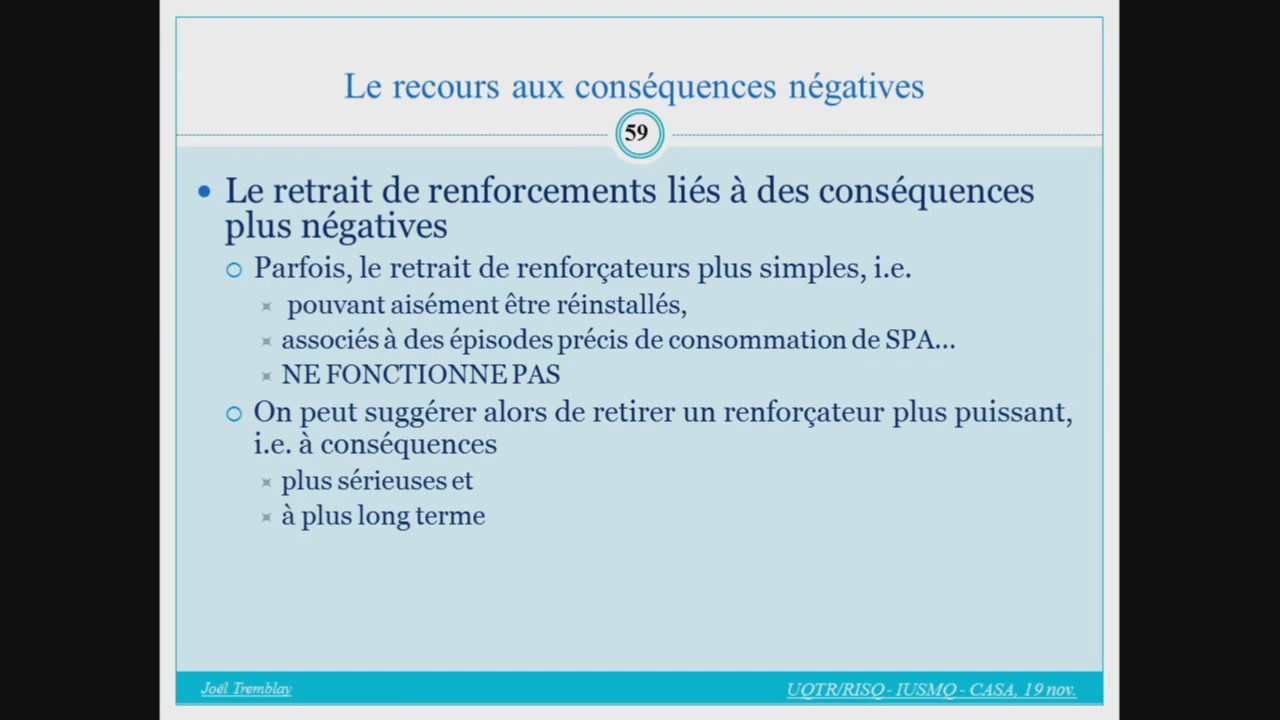 Le recours aux conséquences négatives
59
Le retrait de renforcements liés à des conséquences
plus négatives
Parfois, le retrait de renforçateurs plus simples, i.e.
pouvant aisément être réinstallés,
associés à des épisodes précis de consommation de SPA...
NE FONCTIONNE PAS
On peut suggérer alors de retirer un renforçateur plus puissant,
i.e. à conséquences
plus sérieuses et
à plus long terme
Joël Tremblay
UQTR/RISQ - IUSMQ - CASA, 19 nov.